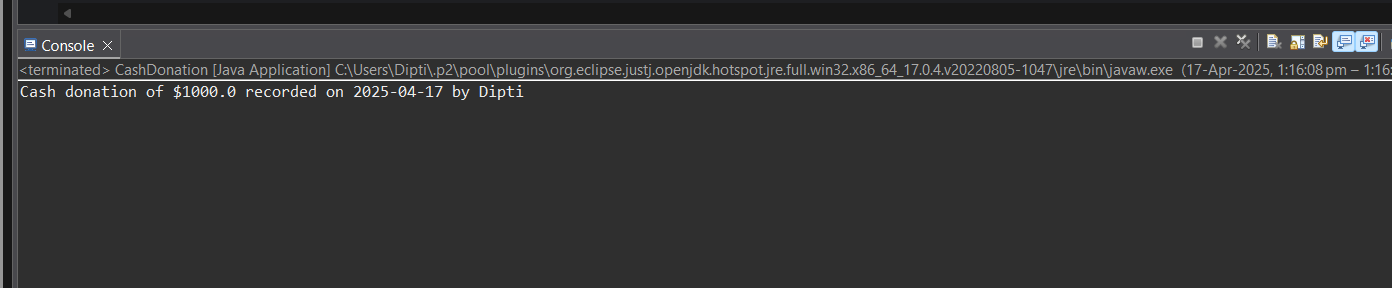 Console
<terminated> CashDonation [Java Application] C:\Users\Dipti\.p2\pool\plugins\org.eclipse.justj.openjdk.hotspot.jre.full.win32.x86_64_17.0.4.v20220805-1047\jre\bin\javaw.exe (17-Apr-2025, 1:16:08 pm – 1:16:
Cash donation of $1000.0 recorded on 2025-04-17 by Dipti